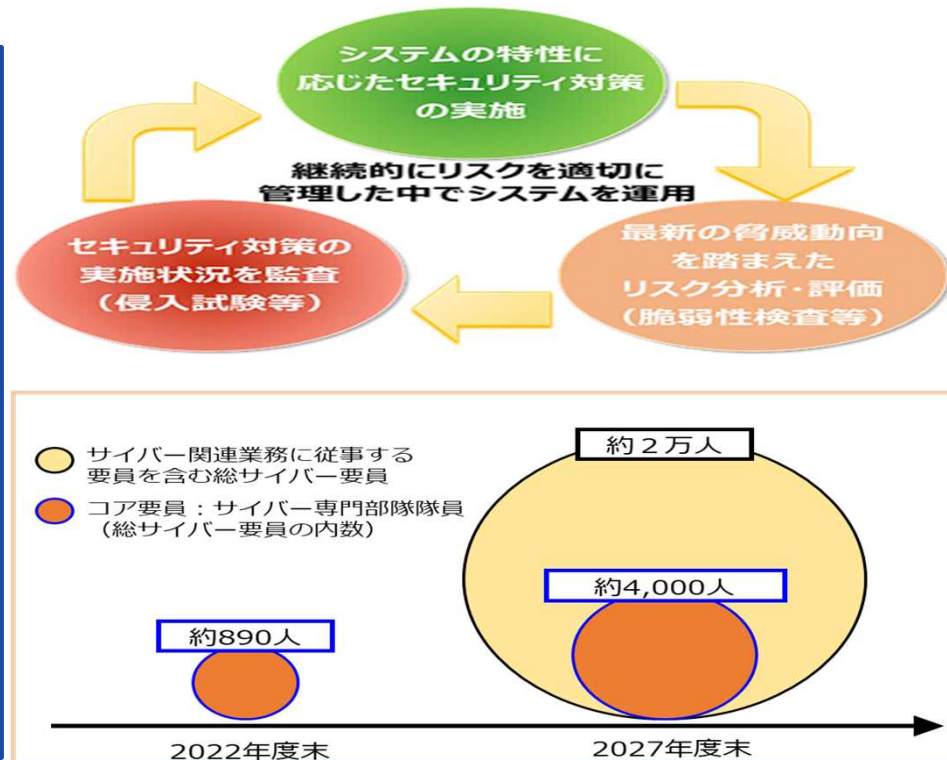 システムの特性に
応じたセキュリティ対策
の実施
継続的にリスクを適切に
管理した中でシステムを運用
最新の脅威動向
を踏まえた
リスク分析・評価
(脆弱性検査等)
セキュリティ対策の
実施状況を監査
(侵入試験等)
サイバー関連業務に従事する
要員を含む総サイバー要員
コア要員：サイバー専門部隊隊員
（総サイバー要員の内数）
約２万人
約4,000人
約890人
2022年度末
2027年度末